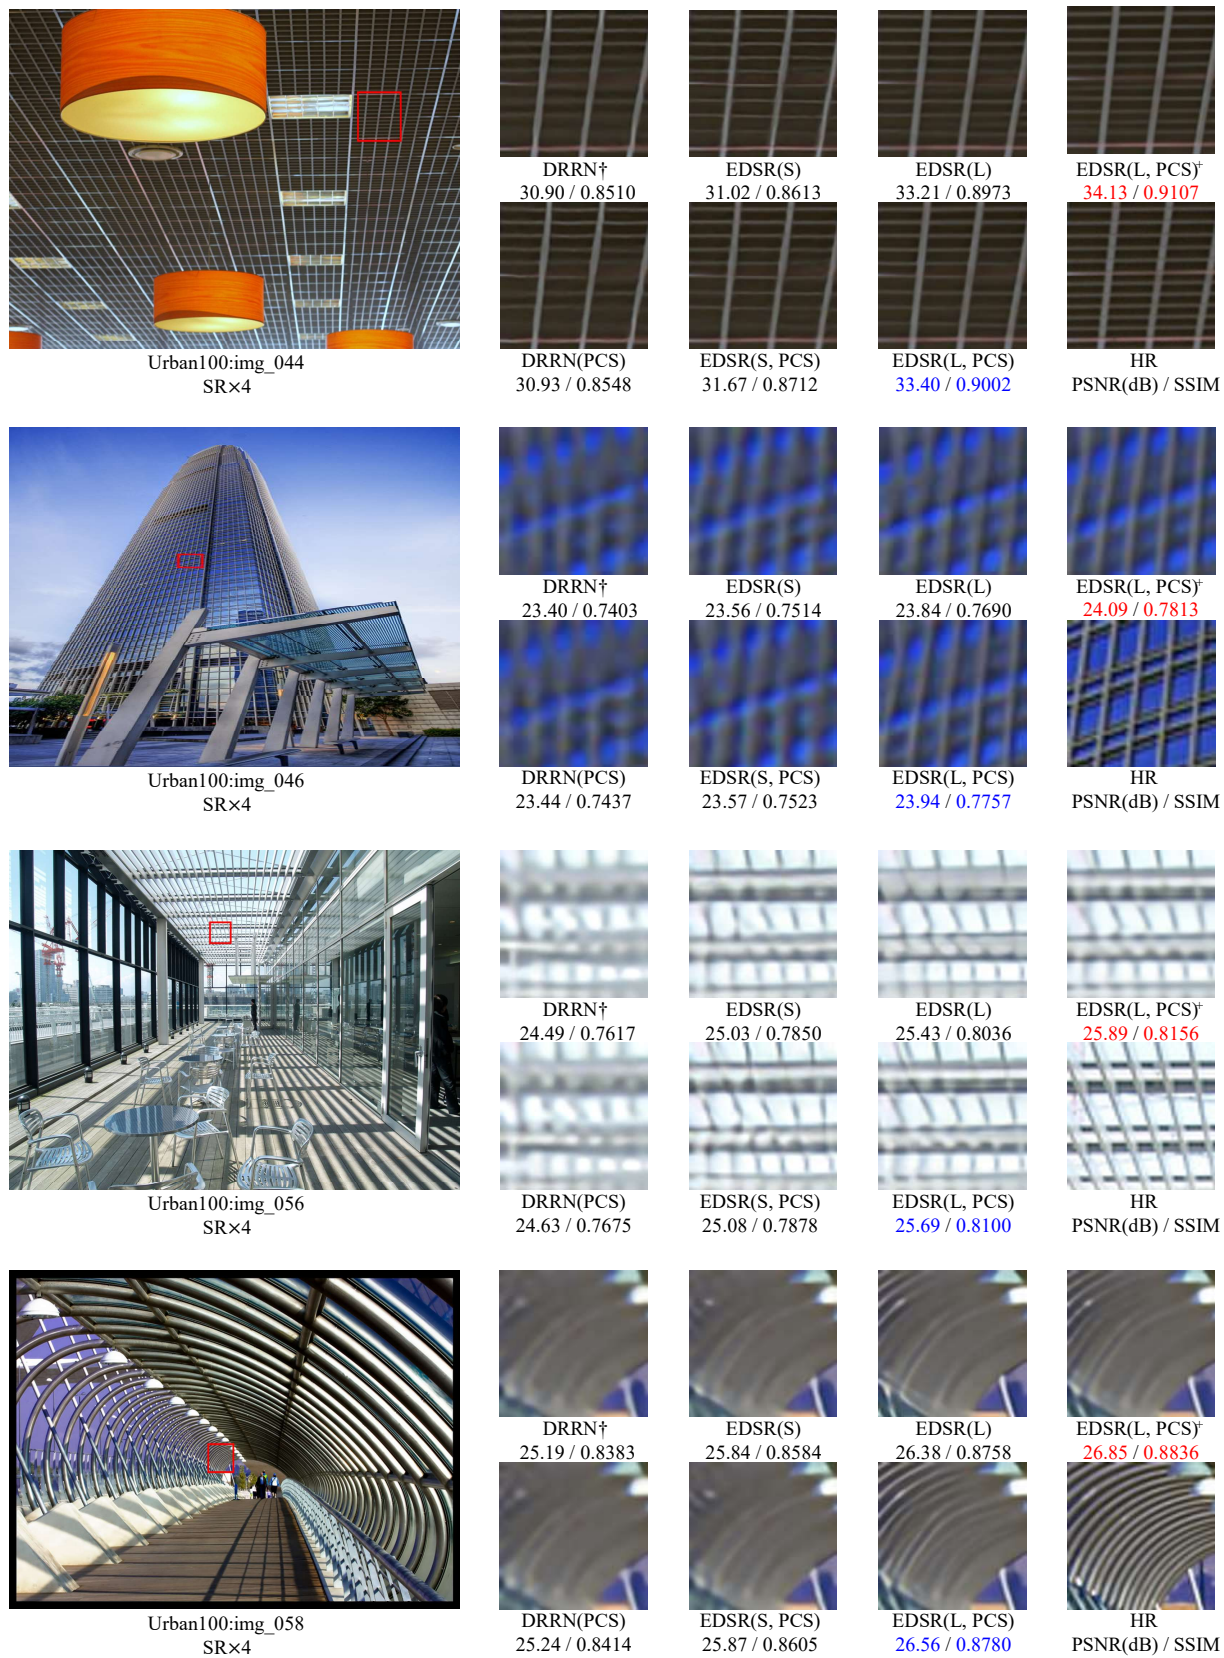 DRRN† EDSR(S) EDSR(L) EDSR(L, PCS)⁺
30.90 / 0.8510 31.02 / 0.8613 33.21 / 0.8973 34.13 / 0.9107
Urban100:img_044 DRRN(PCS) EDSR(S, PCS) EDSR(L, PCS) HR
SR×4 30.93 / 0.8548 31.67 / 0.8712 33.40 / 0.9002 PSNR(dB) / SSIM
DRRN† EDSR(S) EDSR(L) EDSR(L, PCS)⁺
23.40 / 0.7403 23.56 / 0.7514 23.84 / 0.7690 24.09 / 0.7813
Urban100:img_046 DRRN(PCS) EDSR(S, PCS) EDSR(L, PCS) HR
SR×4 23.44 / 0.7437 23.57 / 0.7523 23.94 / 0.7757 PSNR(dB) / SSIM
DRRN† EDSR(S) EDSR(L) EDSR(L, PCS)⁺
24.49 / 0.7617 25.03 / 0.7850 25.43 / 0.8036 25.89 / 0.8156
Urban100:img_056 DRRN(PCS) EDSR(S, PCS) EDSR(L, PCS) HR
SR×4 24.63 / 0.7675 25.08 / 0.7878 25.69 / 0.8100 PSNR(dB) / SSIM
DRRN† EDSR(S) EDSR(L) EDSR(L, PCS)⁺
25.19 / 0.8383 25.84 / 0.8584 26.38 / 0.8758 26.85 / 0.8836
Urban100:img_058 DRRN(PCS) EDSR(S, PCS) EDSR(L, PCS) HR
SR×4 25.24 / 0.8414 25.87 / 0.8605 26.56 / 0.8780 PSNR(dB) / SSIM